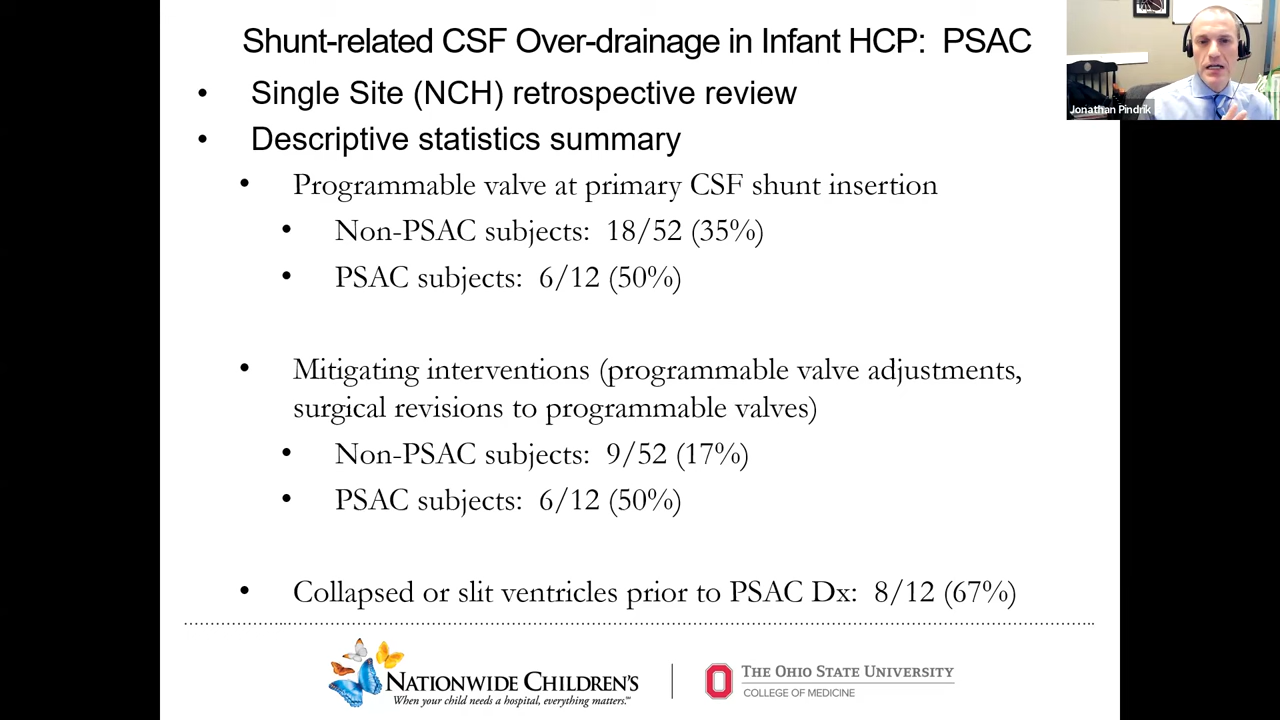 Shunt-related CSF Over-drainage in Infant HCP: PSAC
Jonathan Pindrik
• Single Site (NCH) retrospective review
• Descriptive statistics summary
• Programmable valve at primary CSF shunt insertion
• Non-PSAC subjects: 18/52 (35%)
• PSAC subjects: 6/12 (50%)
• Mitigating interventions (programmable valve adjustments,
surgical revisions to programmable valves)
• Non-PSAC subjects: 9/52 (17%)
• PSAC subjects: 6/12 (50%)
• Collapsed or slit ventricles prior to PSAC Dx: 8/12 (67%)
NATIONWIDE CHILDREN'S
When your child needs a hospital, everything matters.℠
THE OHIO STATE UNIVERSITY
COLLEGE OF MEDICINE